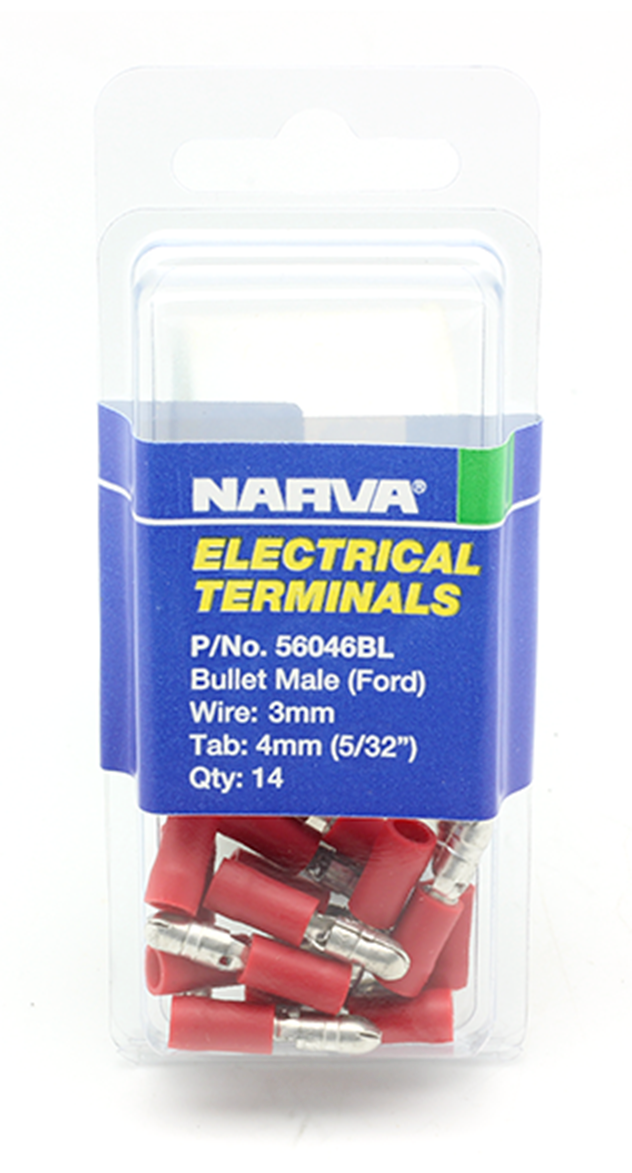 NARVA®
ELECTRICAL
TERMINALS
P/No. 56046BL
Bullet Male (Ford)
Wire: 3mm
Tab: 4mm (5/32”)
Qty: 14